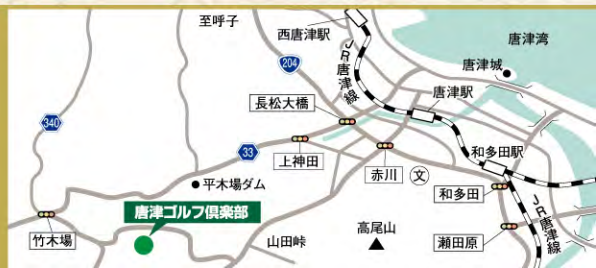 至呼子
西唐津駅
唐津湾
204
JR唐津線
唐津城
長松大橋
唐津駅
340
33
上神田
和多田駅
赤川
文
平木場ダム
和多田
唐津ゴルフ倶楽部
JR唐津線
竹木場
山田峠
高尾山
瀬田原